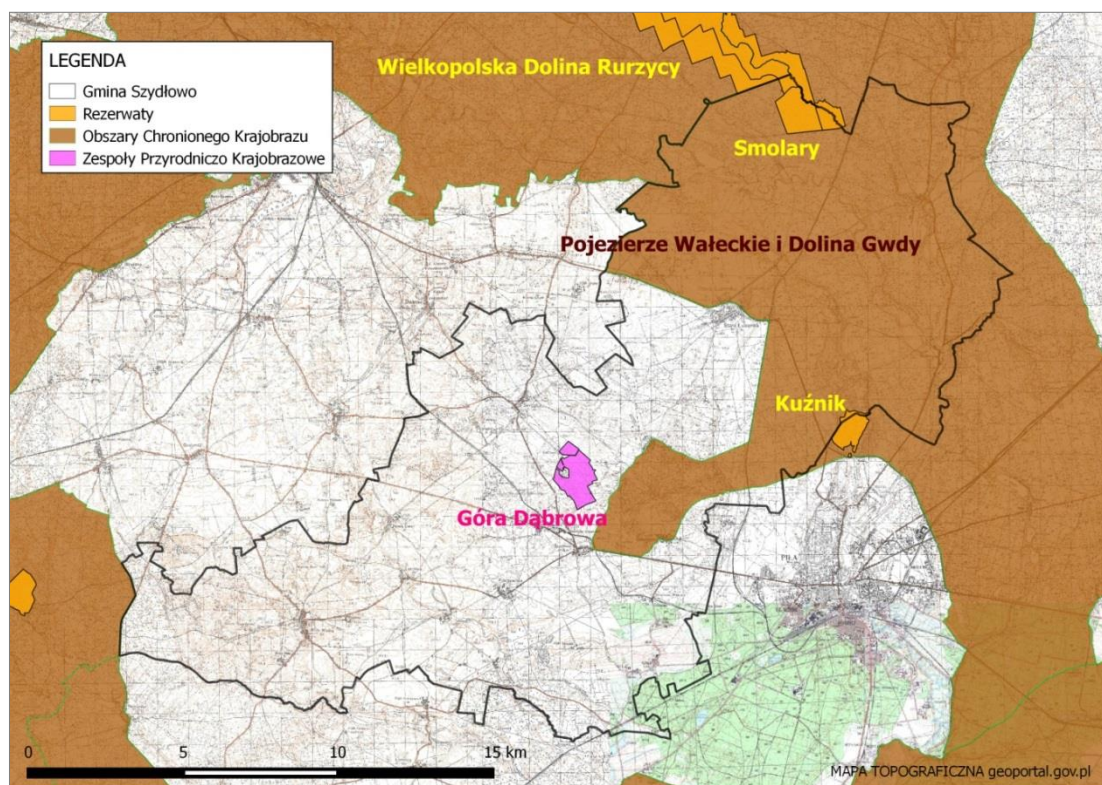 LEGENDA
Gmina Szydłowo
Rezerwaty
Obszary Chronionego Krajobrazu
Zespoły Przyrodniczo Krajobrazowe
Wielkopolska Dolina Rurzycy
Smolary
Pojezierze Wałeckie i Dolina Gwdy
Kuźnik
Góra Dąbrowa
PIŁA
0 5 10 15 km
MAPA TOPOGRAFICZNA geoportal.gov.pl